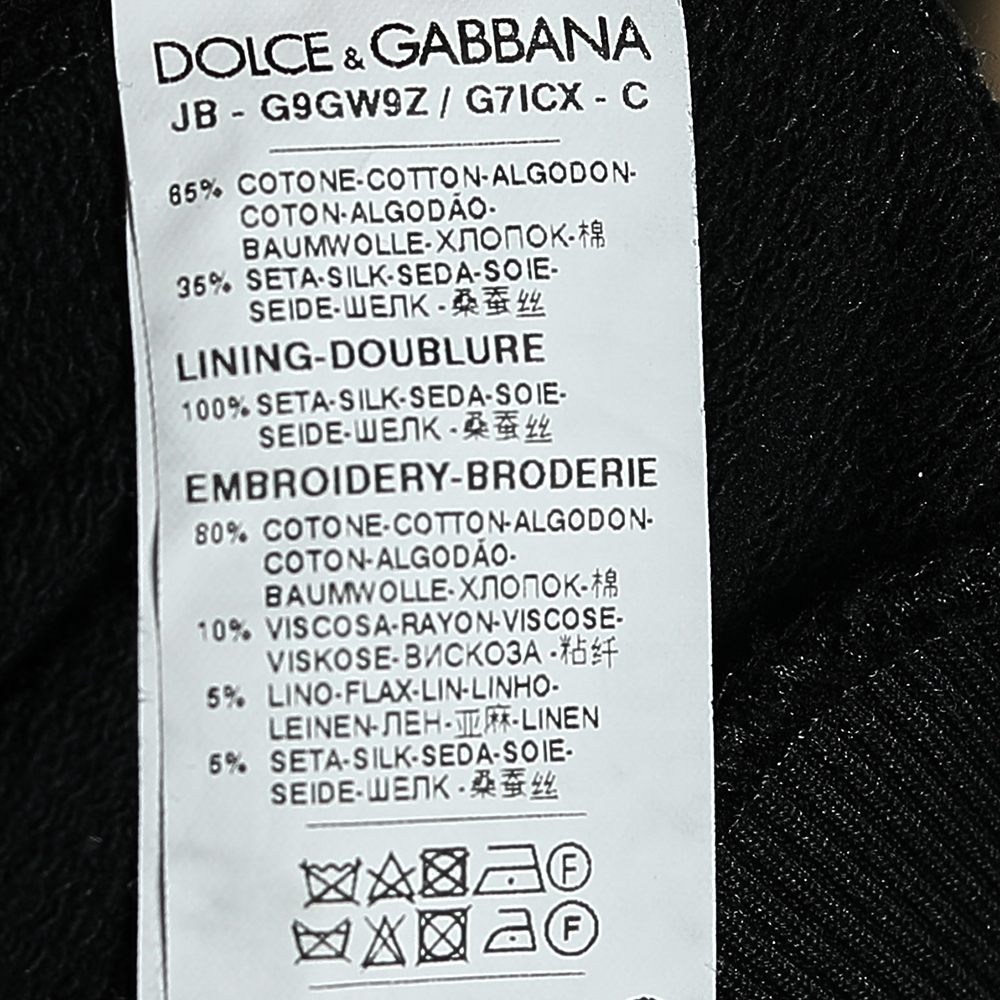 DOLCE & GABBANA
JB - G9GW9Z / G7ICX - C
65% COTONE-COTTON-ALGODON-
COTON-ALGODÃO-
BAUMWOLLE-ХЛОПОК-棉
35% SETA-SILK-SEDA-SOIE-
SEIDE-ШЕЛК-桑蚕丝
LINING-DOUBLURE
100% SETA-SILK-SEDA-SOIE-
SEIDE-ШЕЛК-桑蚕丝
EMBROIDERY-BRODERIE
80% COTONE-COTTON-ALGODON-
COTON-ALGODÃO-
BAUMWOLLE-ХЛОПОК-棉
10% VISCOSA-RAYON-VISCOSE-
VISKOSE-ВИСКОЗА-粘纤
5% LINO-FLAX-LIN-LINHO-
LEINEN-ЛЕН-亚麻-LINEN
5% SETA-SILK-SEDA-SOIE-
SEIDE-ШЕЛК-桑蚕丝
F
F